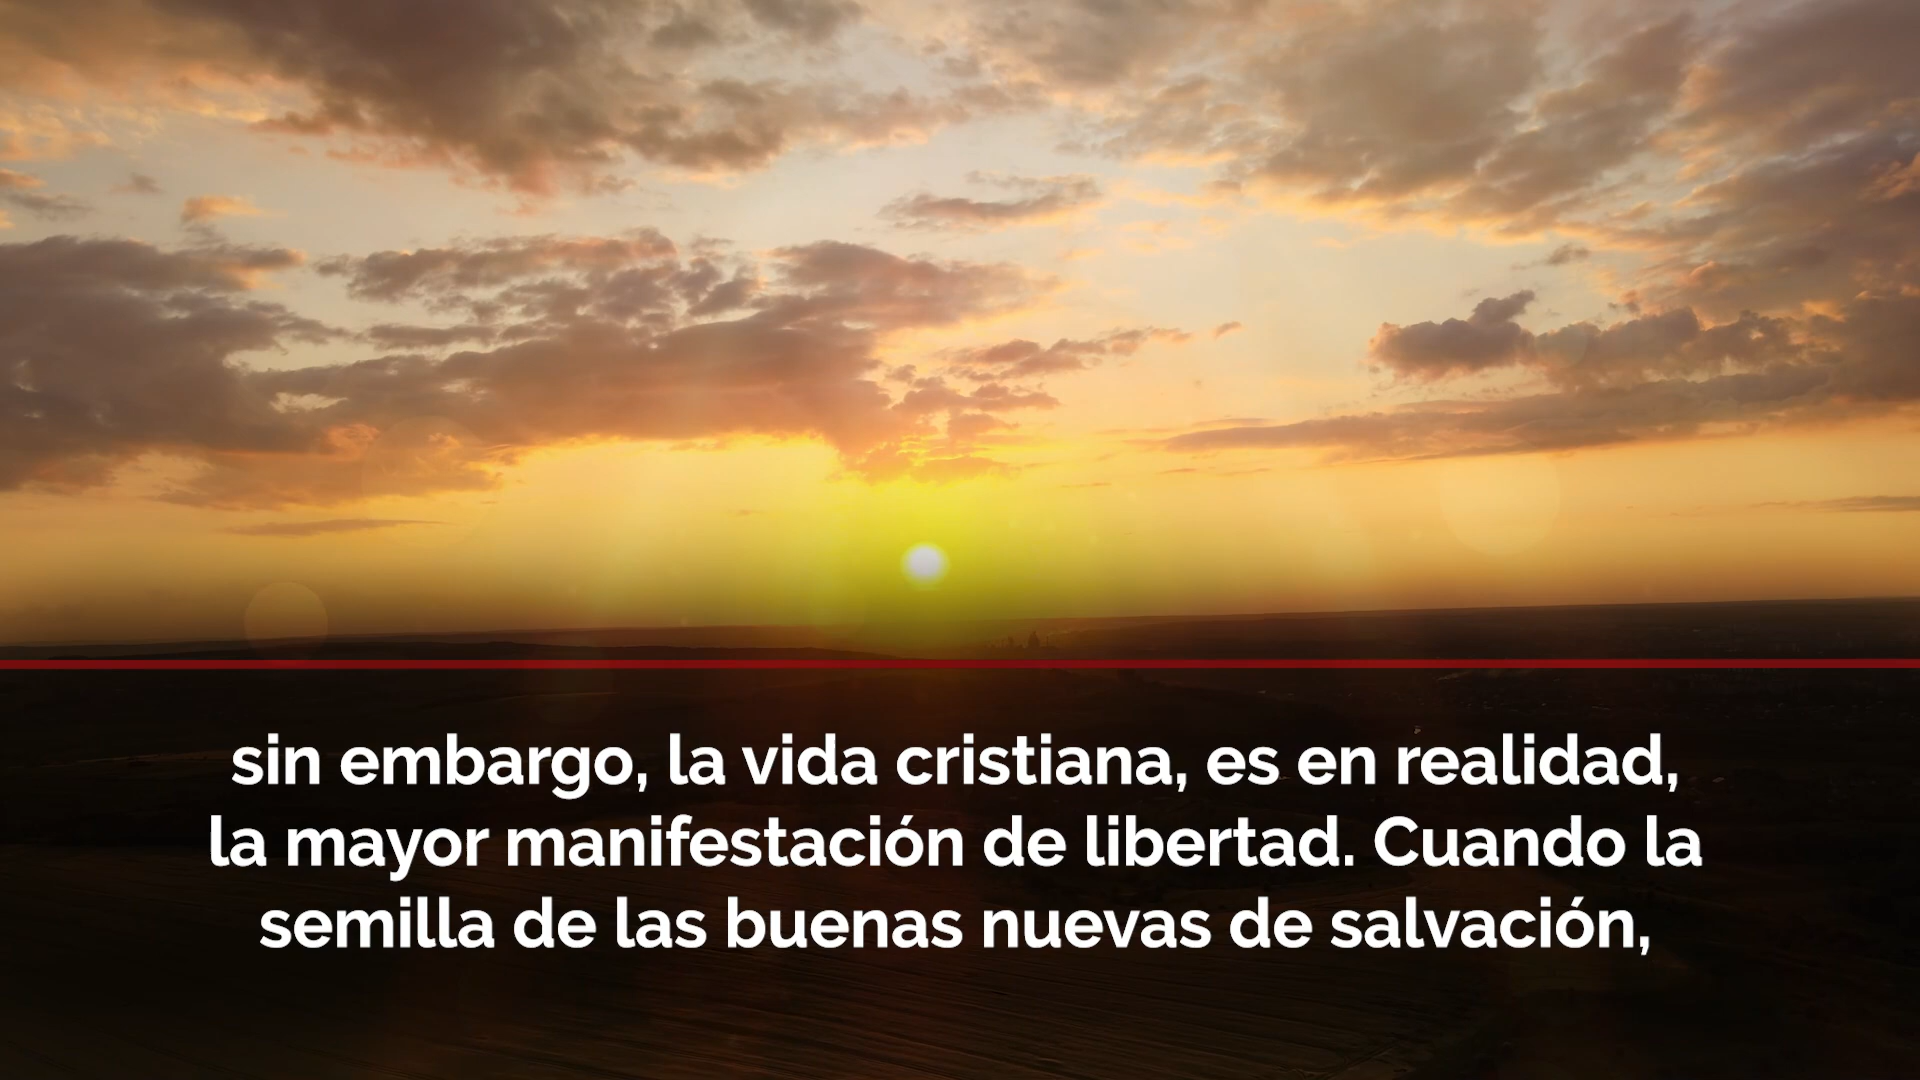 sin embargo, la vida cristiana, es en realidad,
la mayor manifestación de libertad. Cuando la
semilla de las buenas nuevas de salvación,